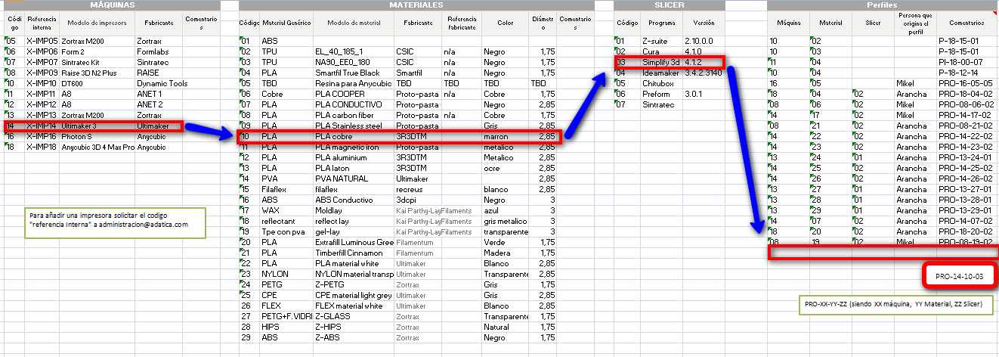 MÁQUINAS
Códi go Referencia interna Modelo de impresora Fabricante Comentario s
05 X-IMP05 Zortrax M200 Zortrax
06 X-IMP06 Form 2 Formlabs
07 X-IMP07 Sintratec Kit Sintratec
08 X-IMP09 Raise 3D N2 Plus RAISE
10 X-IMP10 DT600 Dynamic Tools
11 X-IMP11 A8 ANET 1
12 X-IMP12 A8 ANET 2
13 X-IMP13 Zortrax M200 Zortrax
14 X-IMP14 Ultimaker 3 Ultimaker
16 X-IMP16 Photon S Anycubic
18 X-IMP18 Anycubic 3D 4 Max Pro Anycubic
Para añadir una impresora solicitar el codigo
"referencia Interna" a administracion@adatica.com
MATERIALES
Código Material Genérico Modelo de material Fabricante Referencia fabricante Color Diámetr o Comentario s
01 ABS
02 TPU EL_40_185_1 CSIC n/a Negro 1,75
03 TPU NA90_EE0_180 CSIC n/a Negro 1,75
04 PLA Smartfil True Black Smartfil n/a Negro 1,75
05 TBD Resina para Anycubic TBD TBD TBD TBD
06 Cobre PLA COOPER Proto-pasta n/a Cobre 1,75
07 PLA PLA CONDUCTIVO Proto-pasta Negro 2,85
08 PLA PLA carbon fiber Proto-pasta n/a Cobre 1,75
09 PLA PLA Stainless steel Proto-pasta Gris 2,85
10 PLA PLA cobre 3R3DTM marron 2,85
11 PLA PLA magnetic iron Proto-pasta metalico 2,85
12 PLA PLA aluminium 3R3DTM Metalico 2,85
13 PLA PLA laton 3R3DTM ocre 2,85
14 PVA PVA NATURAL Ultimaker 2,85
15 Filaflex filaflex recreus blanco 2,85
16 ABS ABS Conductivo 3dcpi Negro 3
17 WAX Moldlay Kai Parthy-LayFilaments azul 3
18 reflectant reflect lay Kai Parthy-LayFilaments gris metalico 3
19 Tpe con pva gel-lay Kai Parthy-LayFilaments transparente 3
20 PLA Extrafill Luminous Gree Filamentum Verde 1,75
21 PLA Timberfill Cinnamon Filamentum Madera 1,75
22 PLA PLA material white Ultimaker Blanco 2,85
23 NYLON NYLON material transp Ultimaker Transparente 2,85
24 PETG Z-PETG Zortrax Gris 1,75
25 CPE CPE material light grey Ultimaker Gris 2,85
26 FLEX FLEX material white Ultimaker Blanco 2,85
27 PETG+F.VIDRI Z-GLASS Zortrax Transparente 1,75
28 HIPS Z-HIPS Zortrax Natural 1,75
29 ABS Z-ABS Zortrax Negro 1,75
SLICER
Código Programa Versión
01 Z-suite 2.10.0.0
02 Cura 4.1.0
03 Simplify 3d 4.1.2
04 Ideamaker 3.4.2.3140
05 Chitubox
06 Preform 3.0.1
07 Sintratec
Perfiles
Máquina Material Slicer Persona que origina el perfil Comentarios
10 02 P-18-15-01
10 03 P-18-15-01
10 04 PI-18-00-07
10 04 P-18-12-14
16 05 Mikel PRO-16-05-05
18 04 02 Arancha PRO-18-04-02
08 06 02 Mikel PRO-08-06-02
14 17 02 Mikel PRO-14-17-02
08 21 02 Arancha PRO-08-21-02
14 22 02 Arancha PRO-14-22-02
14 23 02 Arancha PRO-14-23-02
13 24 01 Arancha PRO-13-24-01
14 25 02 Arancha PRO-14-25-02
14 26 02 Arancha PRO-14-26-02
13 27 01 Arancha PRO-13-27-01
13 28 01 Arancha PRO-13-28-01
13 29 01 Arancha PRO-13-29-01
14 07 02 Arancha PRO-14-07-02
18 20 02 Arancha PRO-18-20-02
08 19 02 Mikel PRO-08-19-02
PRO-14-10-03
PRO-XX-YY-ZZ (siendo XX máquina, YY Material, ZZ Slicer)